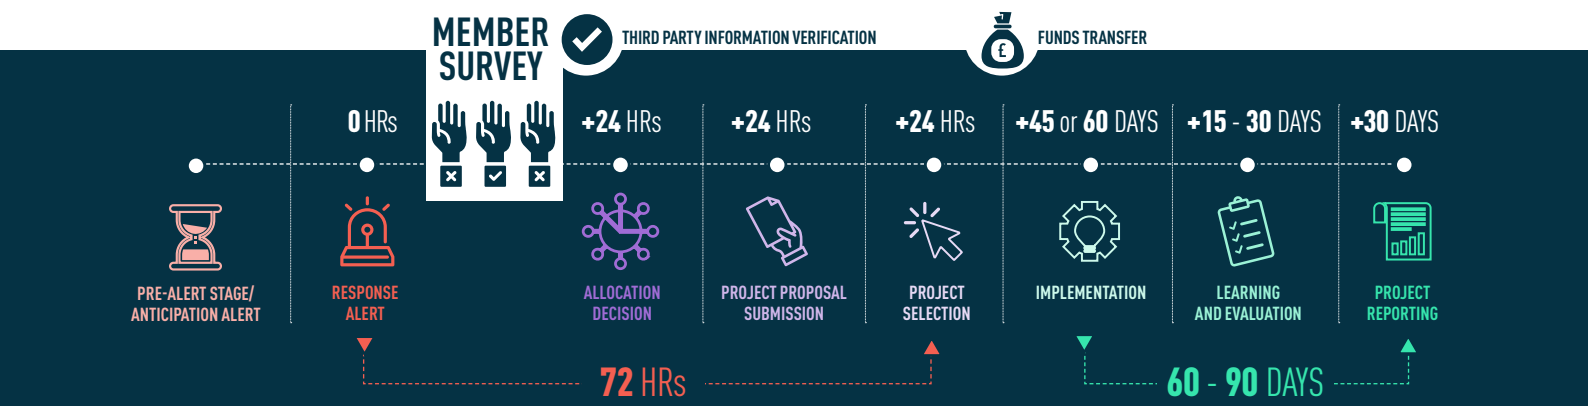 MEMBER
SURVEY
THIRD PARTY INFORMATION VERIFICATION
£
FUNDS TRANSFER
0 HRs
+24 HRs
+24 HRs
+24 HRs
+45 or 60 DAYS
+15 - 30 DAYS
+30 DAYS
PRE-ALERT STAGE/
ANTICIPATION ALERT
RESPONSE
ALERT
ALLOCATION
DECISION
PROJECT PROPOSAL
SUBMISSION
PROJECT
SELECTION
IMPLEMENTATION
LEARNING
AND EVALUATION
PROJECT
REPORTING
72 HRs
60 - 90 DAYS